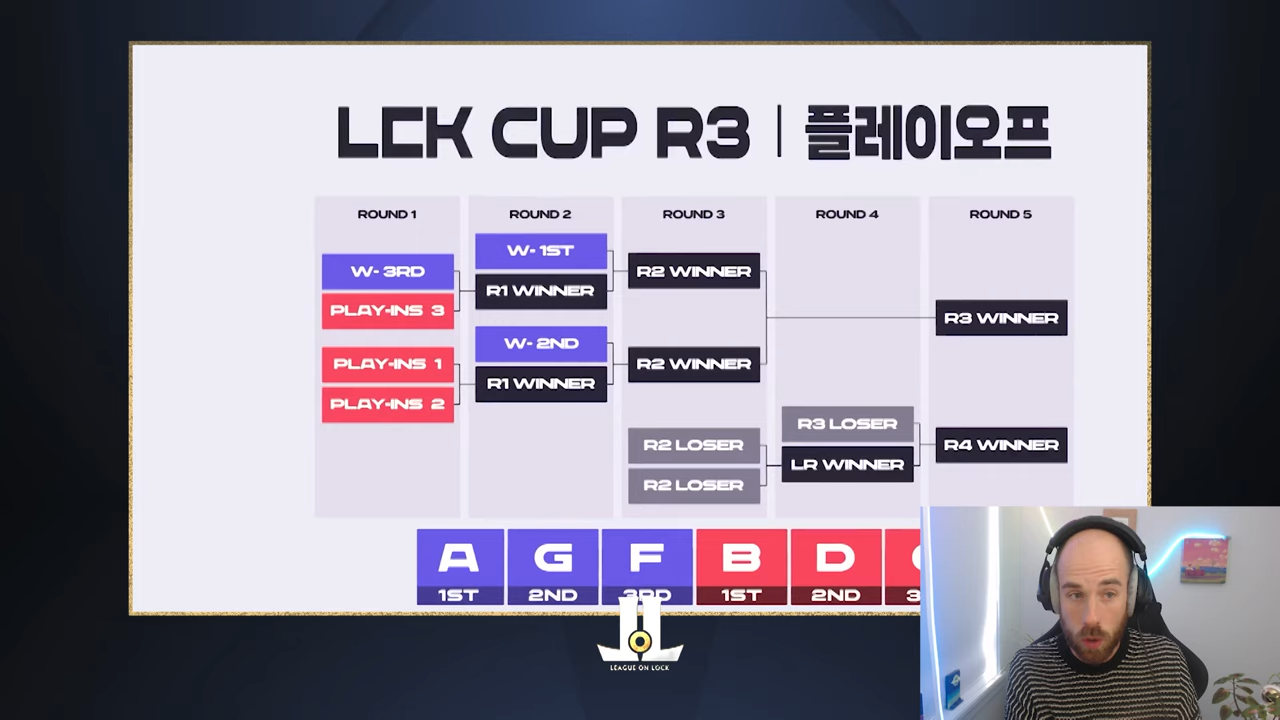 LCK CUP R3 | 플레이오프
ROUND 1
ROUND 2
ROUND 3
ROUND 4
ROUND 5
W- 3RD
PLAY-INS 3
PLAY-INS 1
PLAY-INS 2
W- 1ST
R1 WINNER
W- 2ND
R1 WINNER
R2 WINNER
R2 WINNER
R2 LOSER
R2 LOSER
R3 LOSER
LR WINNER
R3 WINNER
R4 WINNER
A G F B D
1ST 2ND 3RD 1ST 2ND
LEAGUE ON LOCK